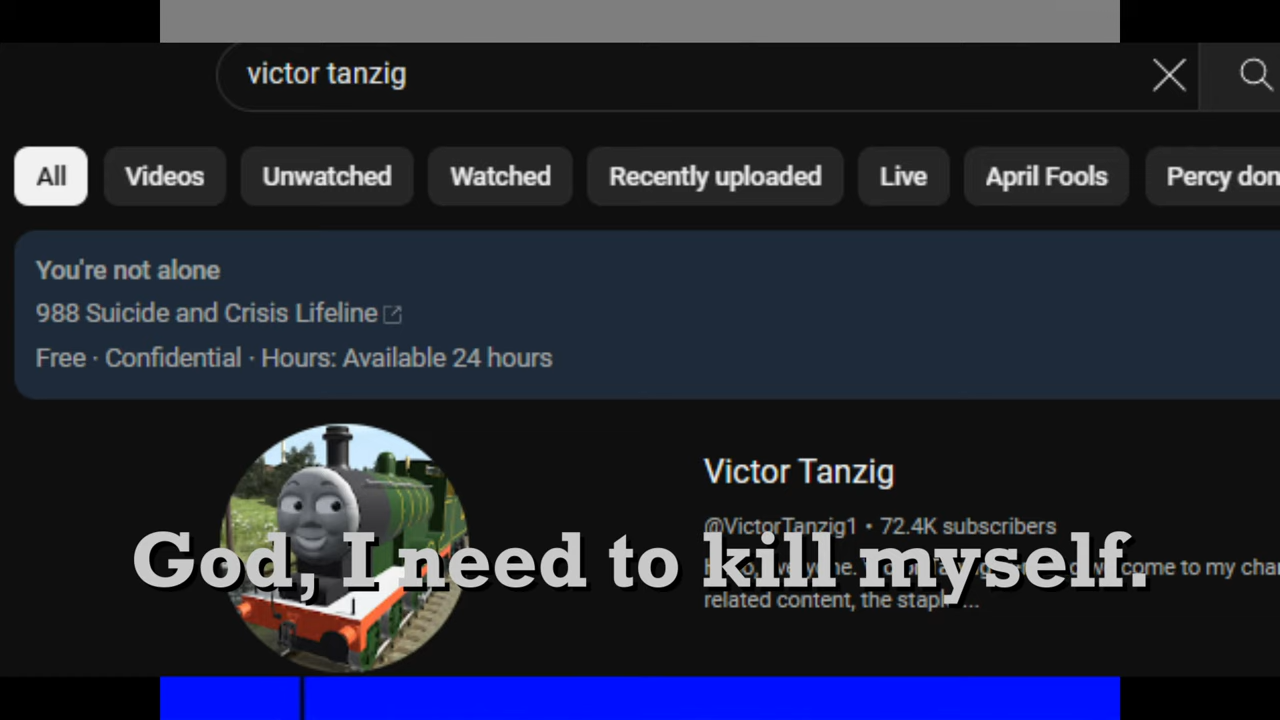 victor tanzig
All Videos Unwatched Watched Recently uploaded Live April Fools Percy don
You're not alone
988 Suicide and Crisis Lifeline
Free · Confidential · Hours: Available 24 hours
Victor Tanzig
@VictorTanzig1 • 72.4K subscribers
God, I need to kill myself.
come to my
related content, the